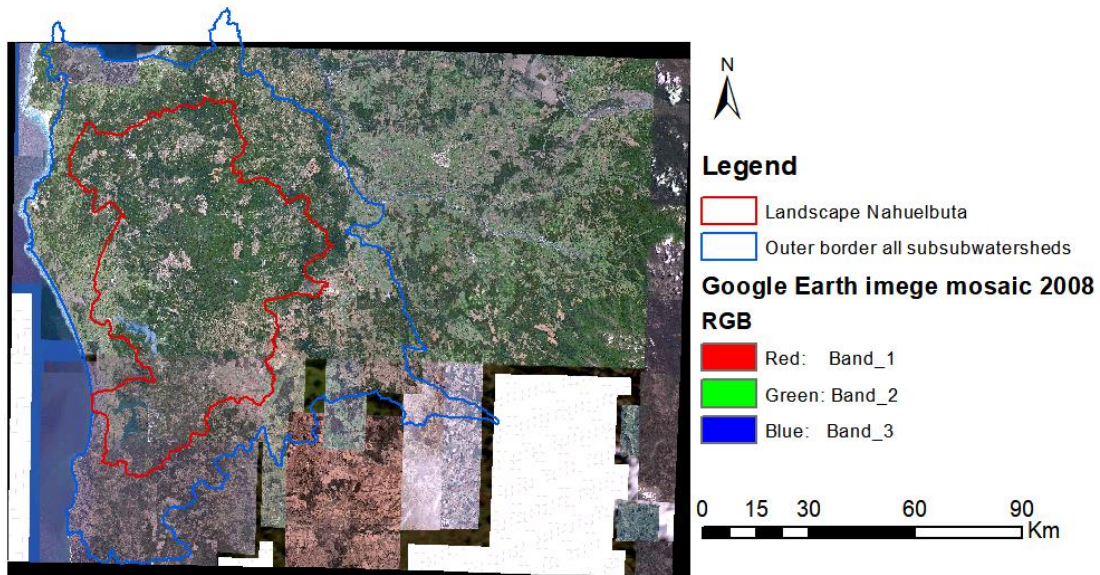 N
Legend
Landscape Nahuelbuta
Outer border all subsubwatersheds
Google Earth imege mosaic 2008
RGB
Red: Band_1
Green: Band_2
Blue: Band_3
0 15 30 60 90
Km